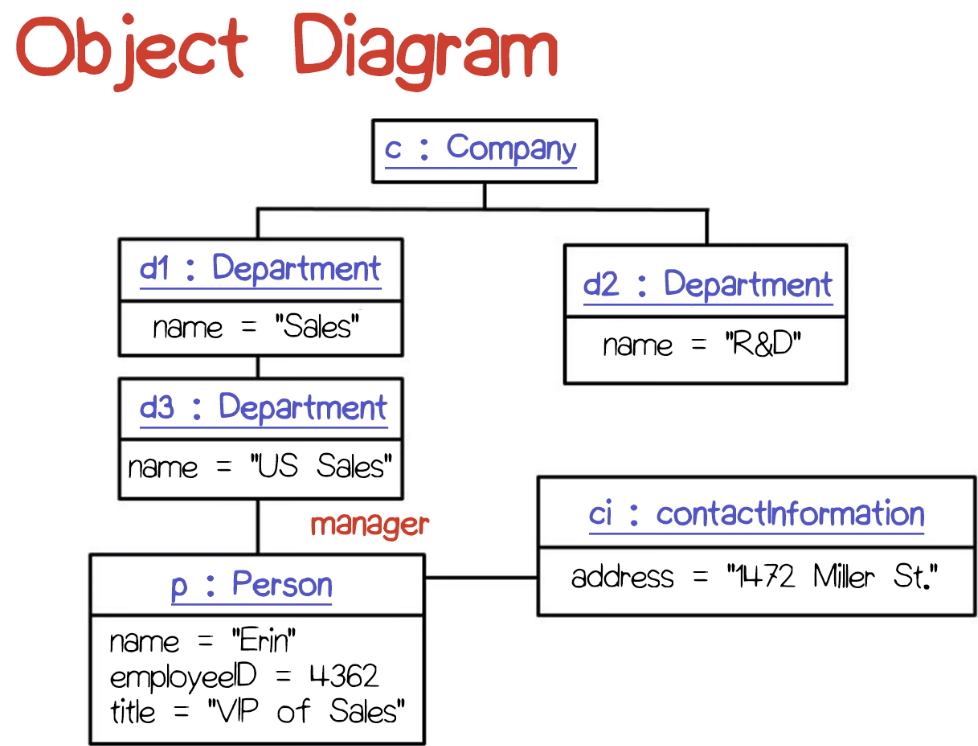 Object Diagram
c : Company
d1 : Department
name = "Sales"
d2 : Department
name = "R&D"
d3 : Department
name = "US Sales"
manager
p : Person
name = "Erin"
employeeID = 4362
title = "VIP of Sales"
ci : contactInformation
address = "1472 Miller St."